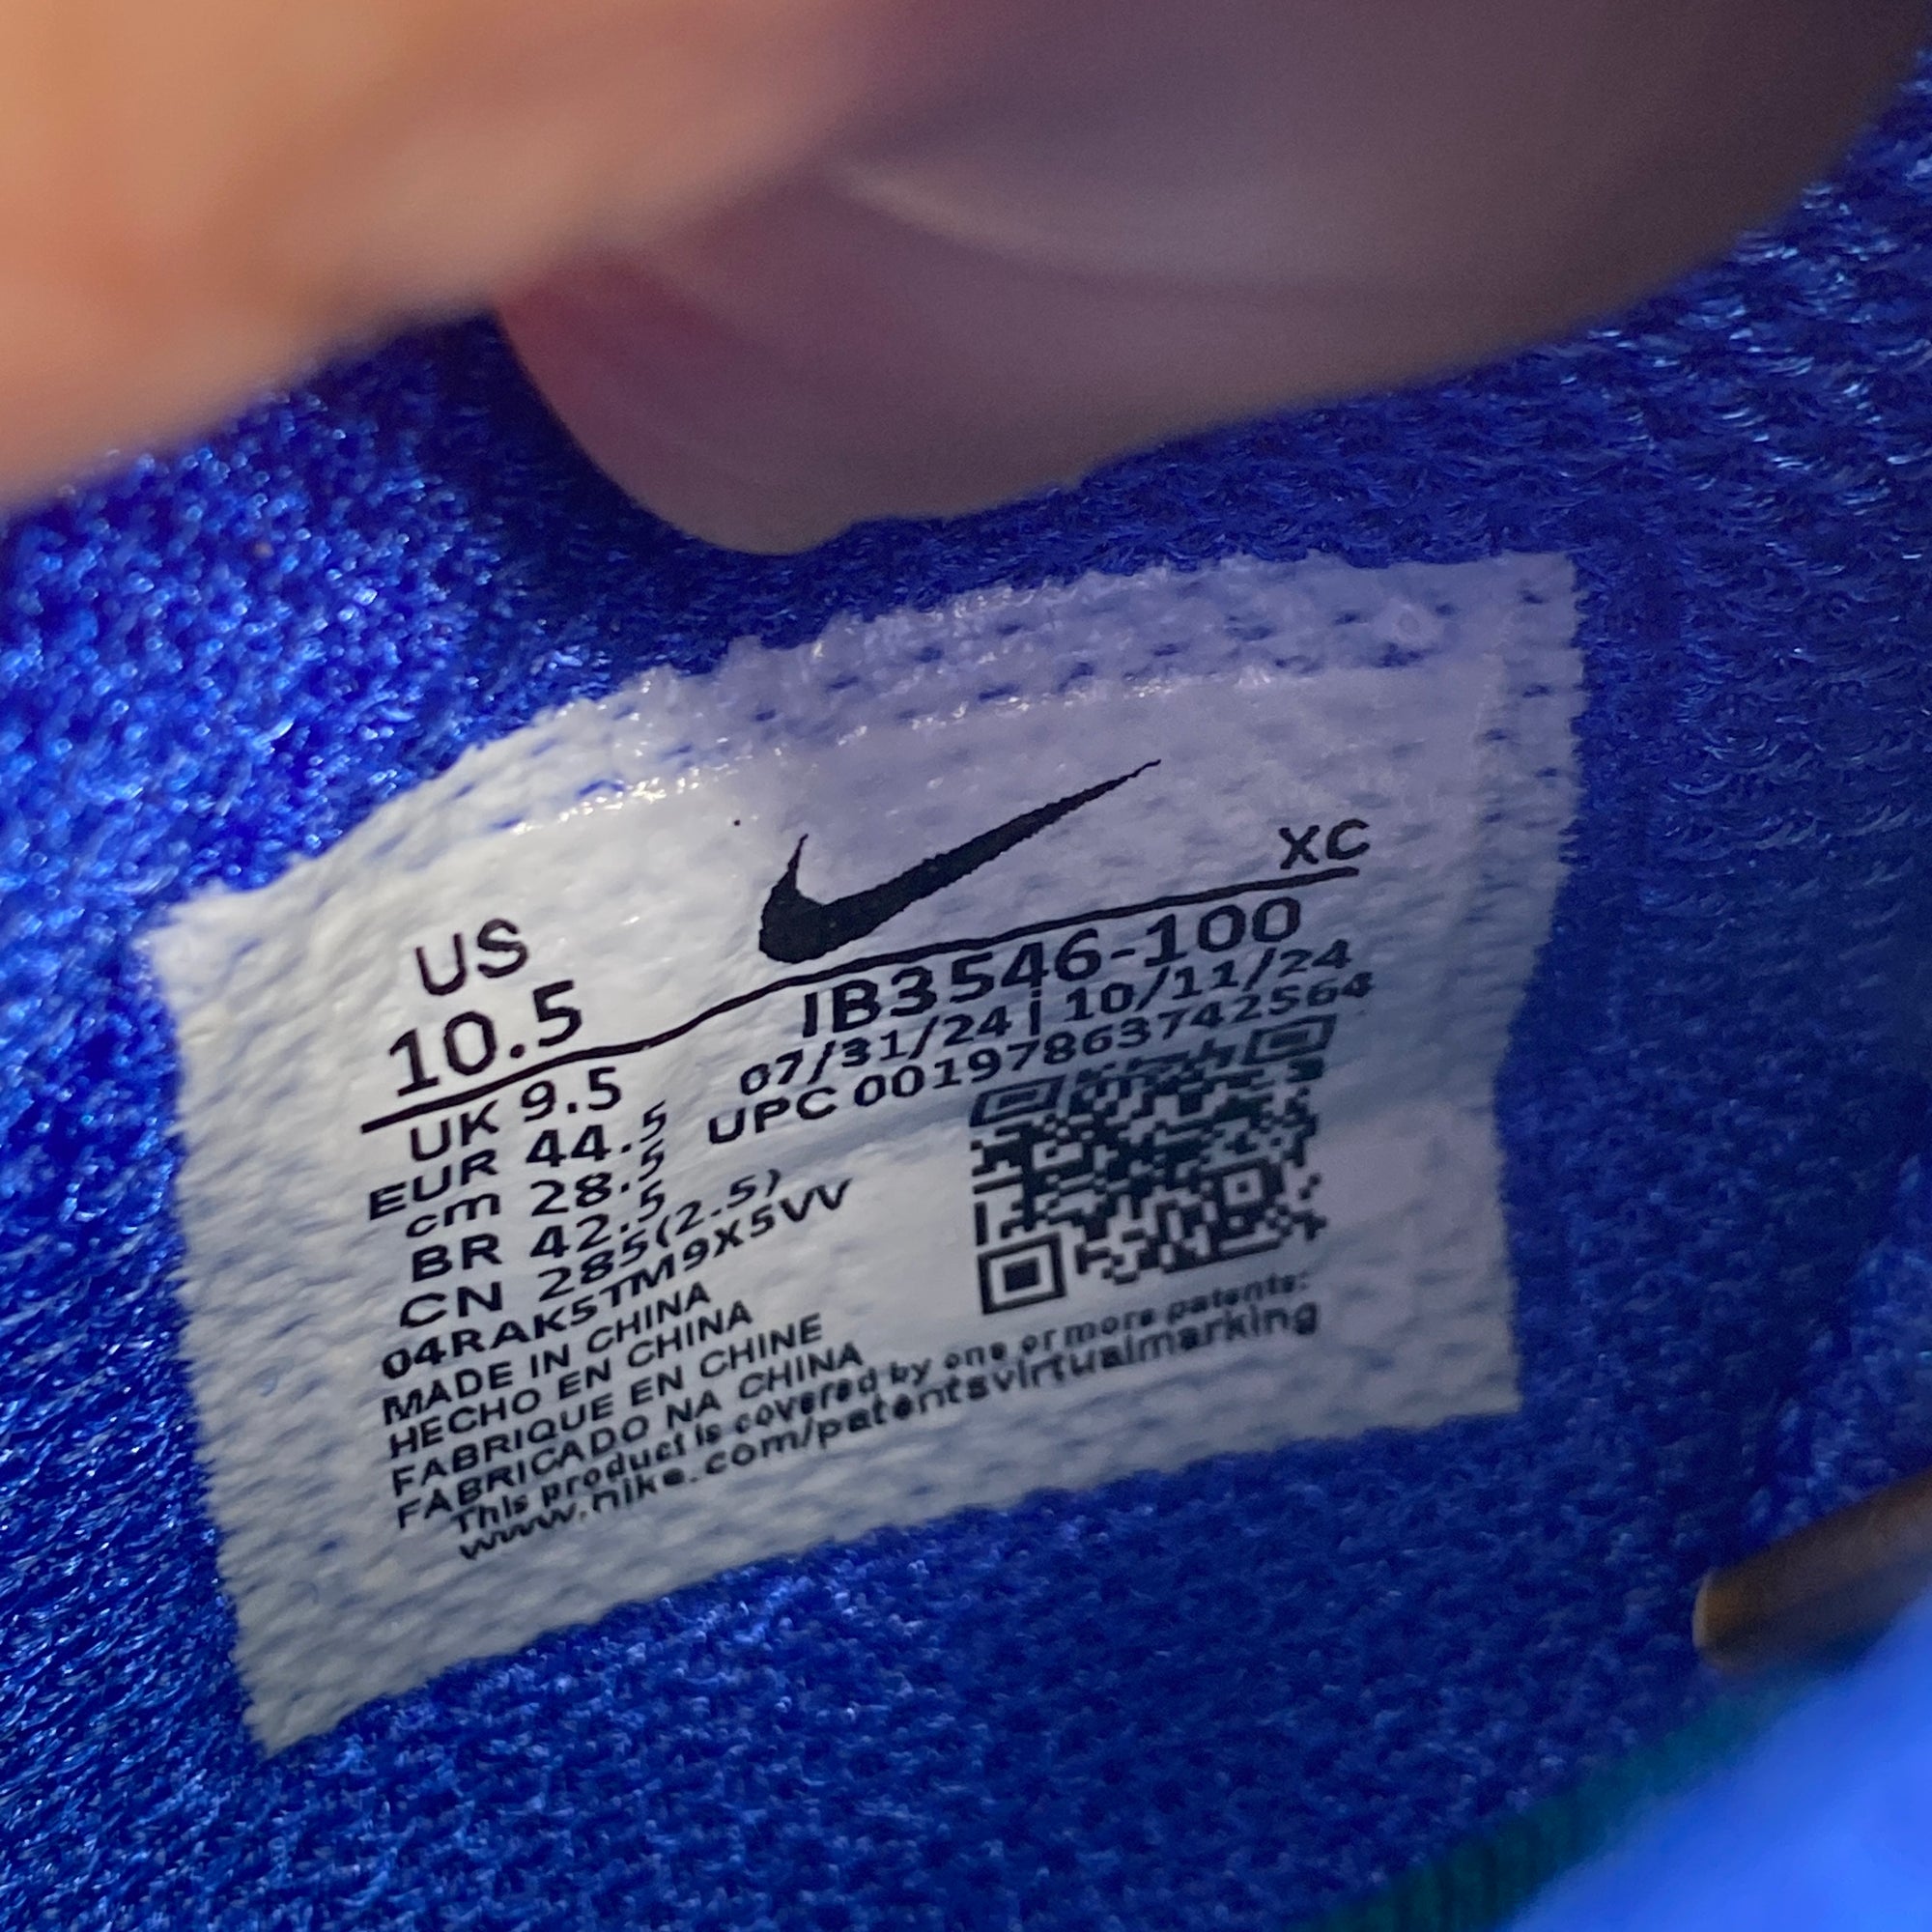 XC
US
10.5
IB3546-100
07/31/24 | 10/11/24
UPC 00197863742564
UK 9.5
EUR 44.5
cm 28.5
BR 42.5
CN 285(2.5)
04RAK5TM9X5VV
MADE IN CHINA
HECHO EN CHINA
FABRIQUE EN CHINE
FABRICADO NA CHINA
This product is covered by one or more patents:
www.nike.com/patentsvirtualmarking